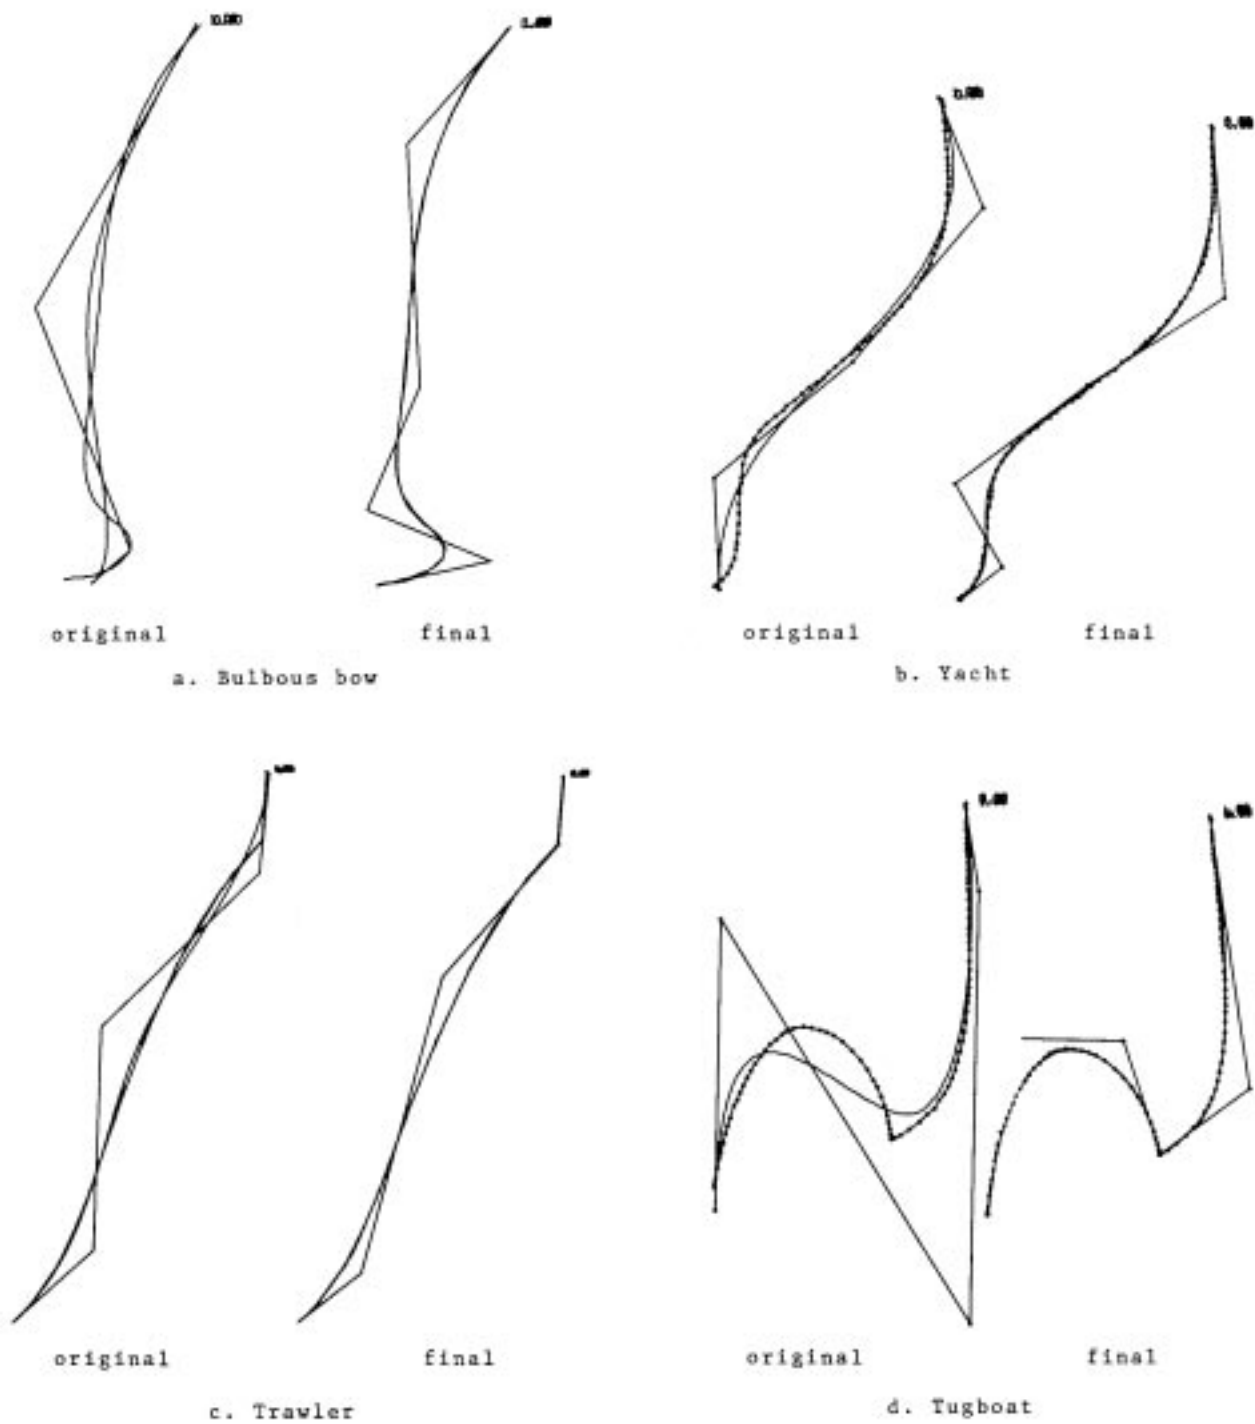 original
final
a. Bulbous bow
original
final
b. Yacht
original
final
c. Trawler
original
final
d. Tugboat